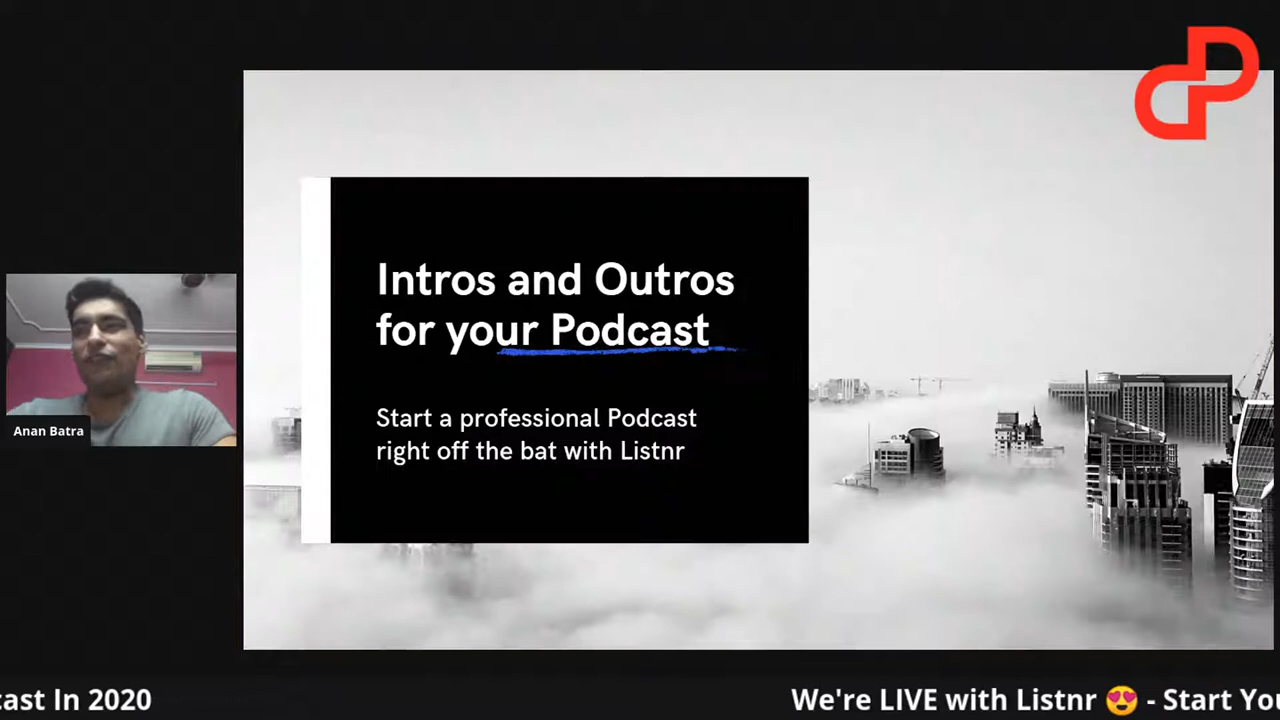 Intros and Outros
for your Podcast
Start a professional Podcast
right off the bat with Listnr
Anan Batra
cast In 2020
We're LIVE with Listnr 😍 - Start You